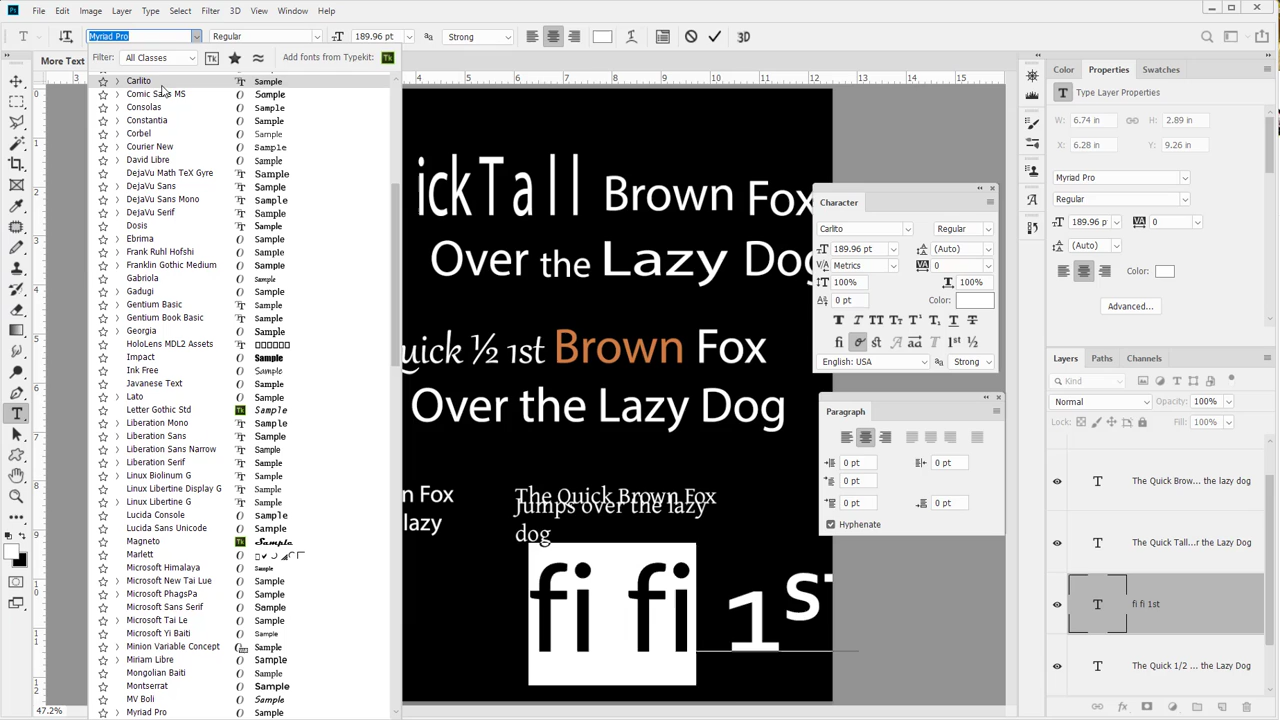 File Edit Image Layer Type Select Filter 3D View Window Help
Myriad Pro Regular 189.96 pt Strong 3D
Filter: All Classes Add fonts from Typekit: Tk
More Text
3 4 5 6 7 8 9 10 11 12 13 14 15
Carlito Sample
Comic Sans MS Sample
Consolas Sample
Constantia Sample
Corbel Sample
Courier New Sample
David Libre Sample
DejaVu Math TeX Gyre Sample
DejaVu Sans Sample
DejaVu Sans Mono Sample
DejaVu Serif Sample
Dosis Sample
Ebrima Sample
Frank Ruhl Hofshi Sample
Franklin Gothic Medium Sample
Gabriola Sample
Gadugi Sample
Gentium Basic Sample
Gentium Book Basic Sample
Georgia Sample
HoloLens MDL2 Assets
Impact Sample
Ink Free Sample
Javanese Text Sample
Lato Sample
Letter Gothic Std Sample
Liberation Mono Sample
Liberation Sans Sample
Liberation Sans Narrow Sample
Liberation Serif Sample
Linux Biolinum G Sample
Linux Libertine Display G Sample
Linux Libertine G Sample
Lucida Console Sample
Lucida Sans Unicode Sample
Magneto Sample
Marlett
Microsoft Himalaya Sample
Microsoft New Tai Lue Sample
Microsoft PhagsPa Sample
Microsoft Sans Serif Sample
Microsoft Tai Le Sample
Microsoft Yi Baiti Sample
Minion Variable Concept Sample
Miriam Libre Sample
Mongolian Baiti Sample
Montserrat Sample
MV Boli Sample
Myriad Pro Sample
47.2%
ickTall Brown Fox
Over the Lazy Dog
uick ½ 1st Brown Fox
Over the Lazy Dog
n Fox
lazy
The Quick Brown Fox
Jumps over the lazy
dog
fi fi 1ST
Character
Carlito Regular
189.96 pt (Auto)
Metrics 0
100% 100%
0 pt Color:
English: USA Strong
Paragraph
0 pt 0 pt
0 pt
0 pt 0 pt
Hyphenate
Color Properties Swatches
Type Layer Properties
W: 6.74 in H: 2.89 in
X: 6.28 in Y: 9.26 in
Myriad Pro
Regular
189.96 pt 0
(Auto)
Color:
Advanced...
Layers Paths Channels
Kind
Normal Opacity: 100%
Lock: Fill: 100%
The Quick Brow... the Lazy dog
The Quick Tall...r the Lazy Dog
fi fi 1st
The Quick 1/2 ... the Lazy Dog